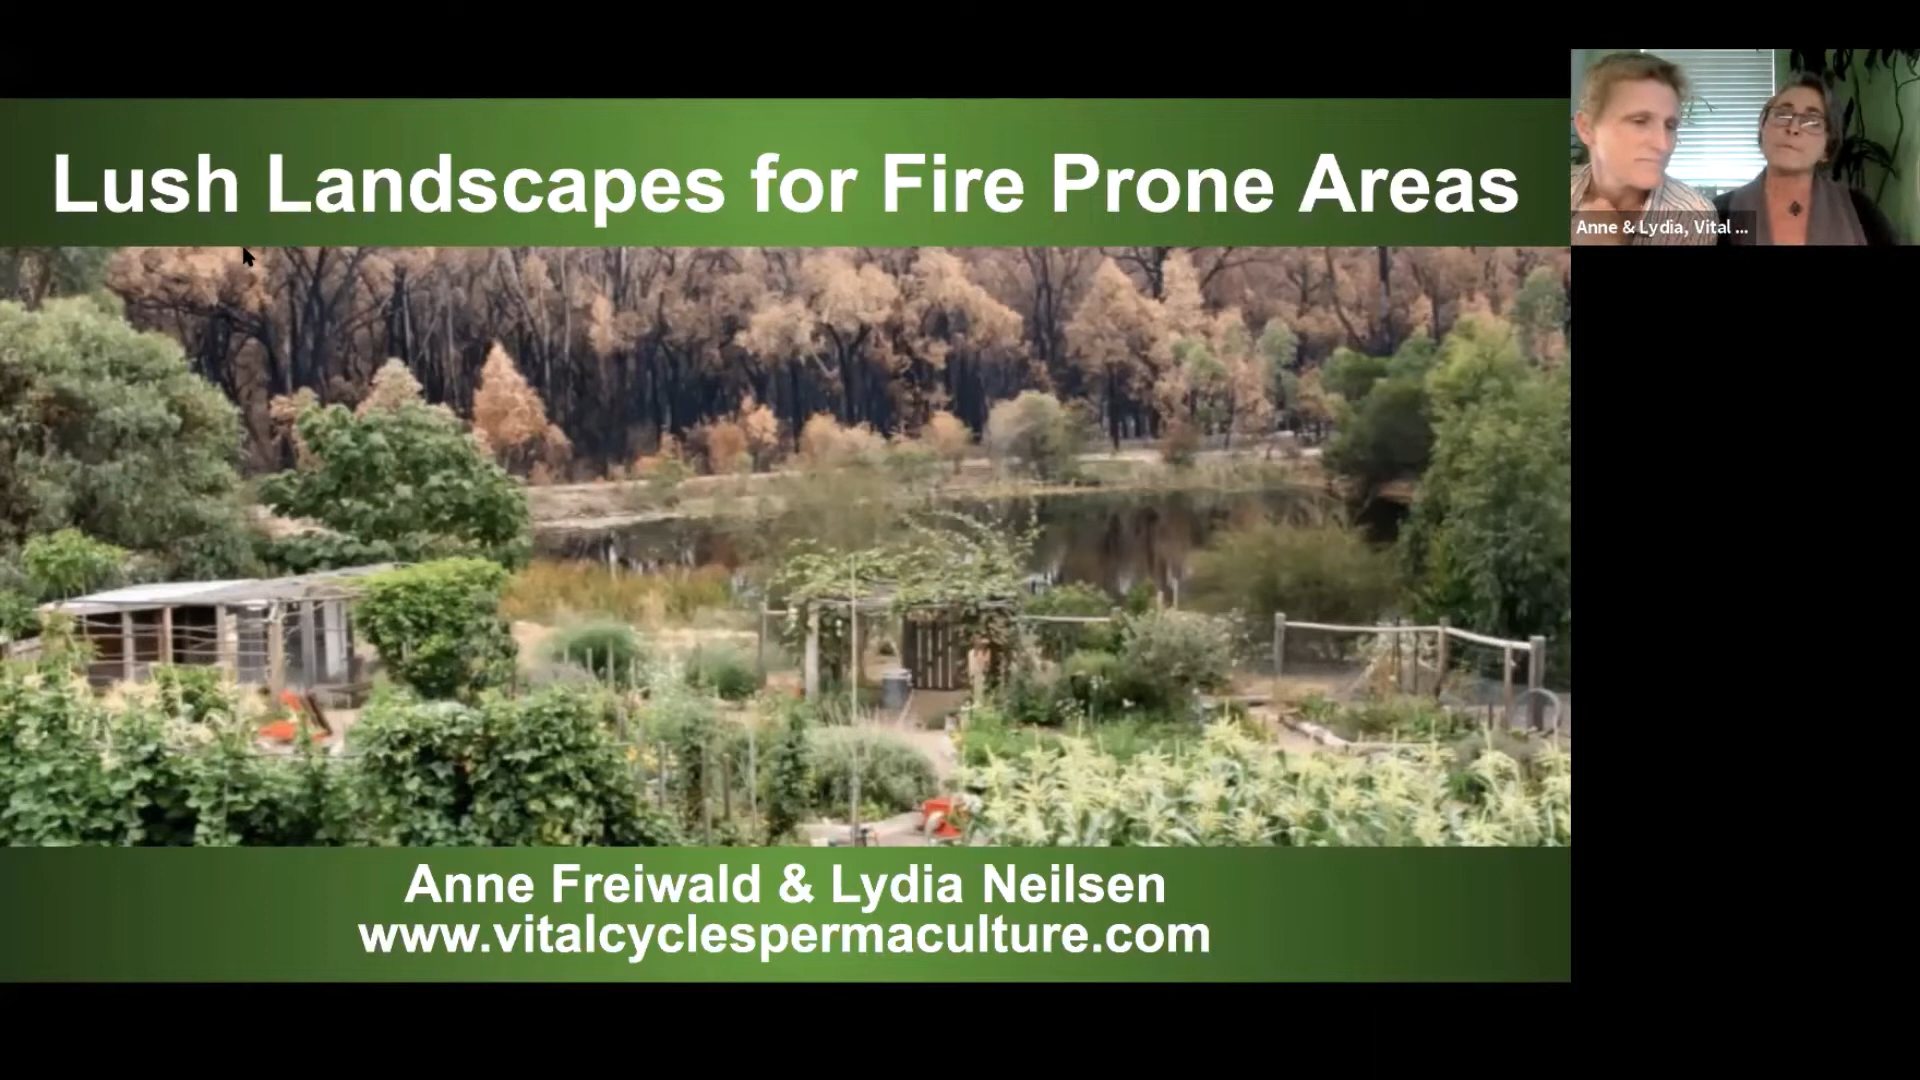 Lush Landscapes for Fire Prone Areas
Anne & Lydia, Vital ...
Anne Freiwald & Lydia Neilsen
www.vitalcyclespermaculture.com